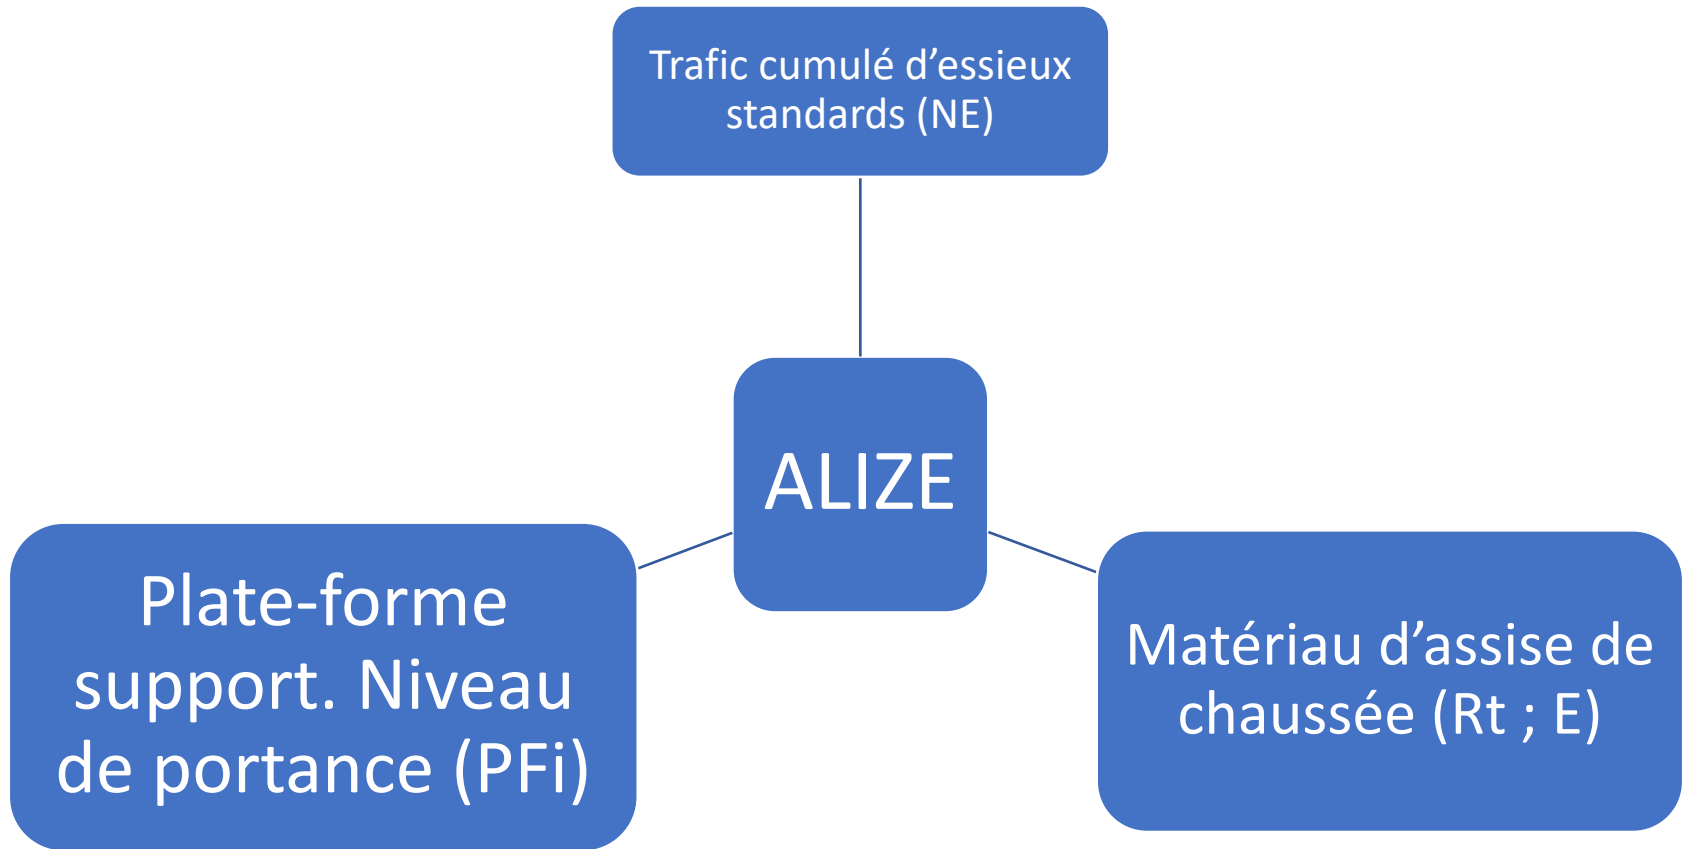 Trafic cumulé d’essieux
standards (NE)
ALIZE
Plate-forme
support. Niveau
de portance (PFi)
Matériau d’assise de
chaussée (Rt ; E)